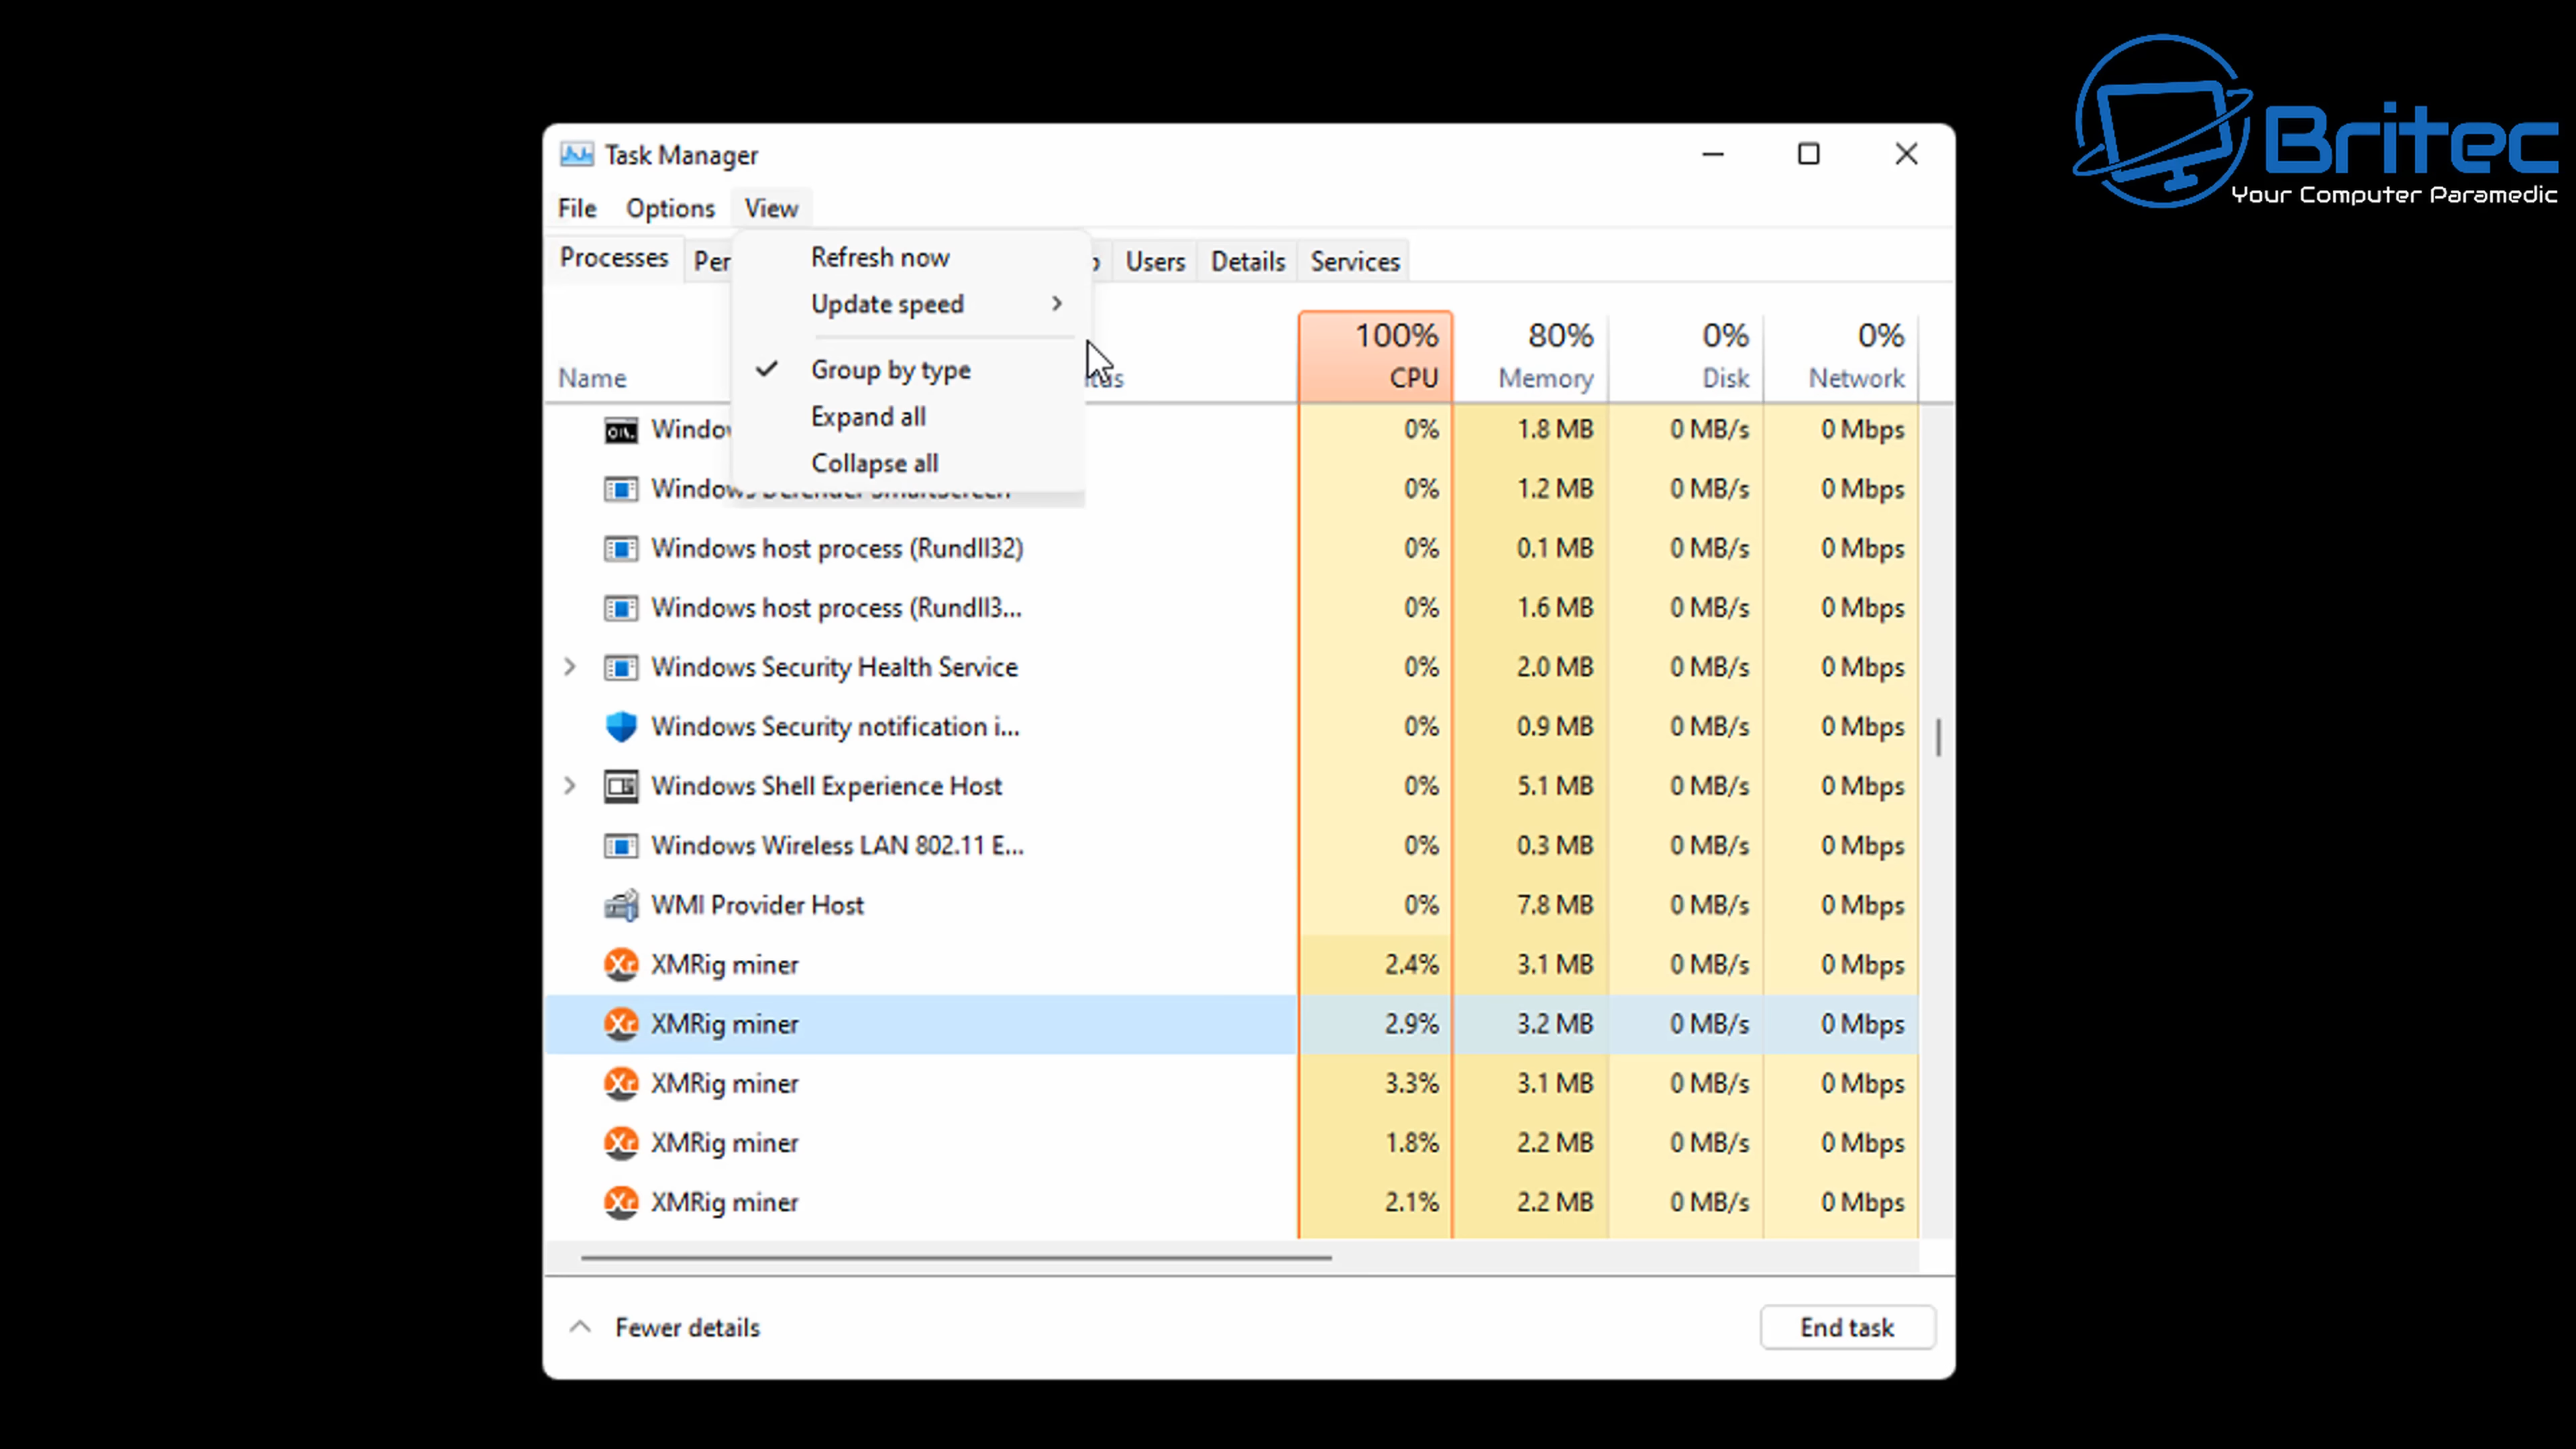 Britec
Your Computer Paramedic
Task Manager
File Options View
Processes Users Details Services
Refresh now
Update speed
Group by type
Expand all
Collapse all
100% 80% 0% 0%
Name CPU Memory Disk Network
0% 1.8 MB 0 MB/s 0 Mbps
0% 1.2 MB 0 MB/s 0 Mbps
Windows host process (Rundll32) 0% 0.1 MB 0 MB/s 0 Mbps
Windows host process (Rundll3... 0% 1.6 MB 0 MB/s 0 Mbps
Windows Security Health Service 0% 2.0 MB 0 MB/s 0 Mbps
Windows Security notification i... 0% 0.9 MB 0 MB/s 0 Mbps
Windows Shell Experience Host 0% 5.1 MB 0 MB/s 0 Mbps
Windows Wireless LAN 802.11 E... 0% 0.3 MB 0 MB/s 0 Mbps
WMI Provider Host 0% 7.8 MB 0 MB/s 0 Mbps
XMRig miner 2.4% 3.1 MB 0 MB/s 0 Mbps
XMRig miner 2.9% 3.2 MB 0 MB/s 0 Mbps
XMRig miner 3.3% 3.1 MB 0 MB/s 0 Mbps
XMRig miner 1.8% 2.2 MB 0 MB/s 0 Mbps
XMRig miner 2.1% 2.2 MB 0 MB/s 0 Mbps
Fewer details End task